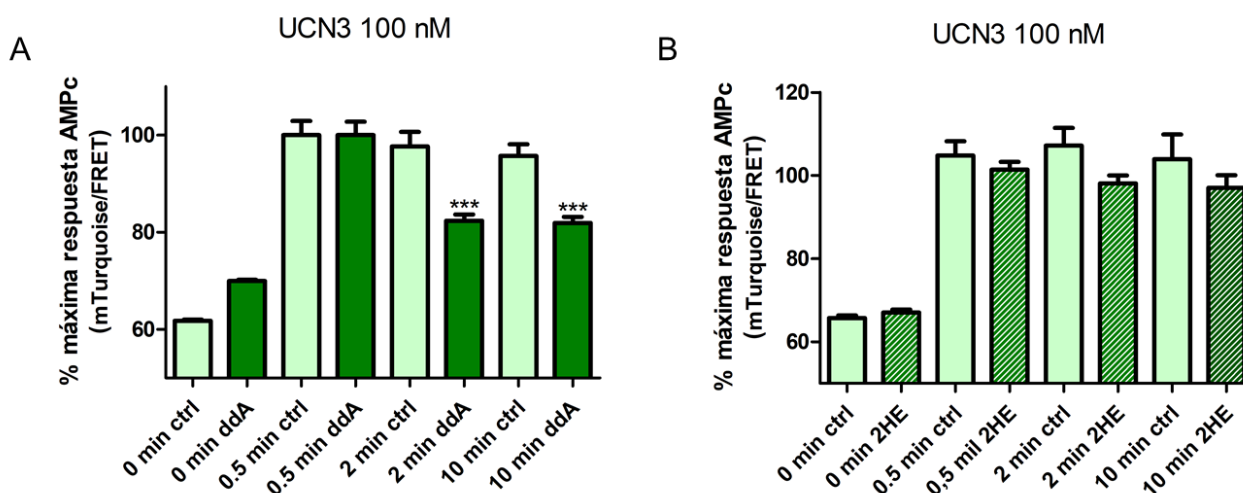 A
UCN3 100 nM
% máxima respuesta AMPc
(mTurquoise/FRET)
100
80
60
***
***
0 min ctrl
0 min ddA
0.5 min ctrl
0.5 min ddA
2 min ctrl
2 min ddA
10 min ctrl
10 min ddA
B
UCN3 100 nM
% máxima respuesta AMPc
(mTurquoise/FRET)
120
100
80
60
0 min ctrl
0 min 2HE
0.5 min ctrl
0,5 mil 2HE
2 min ctrl
2 min 2HE
10 min ctrl
10 min 2HE